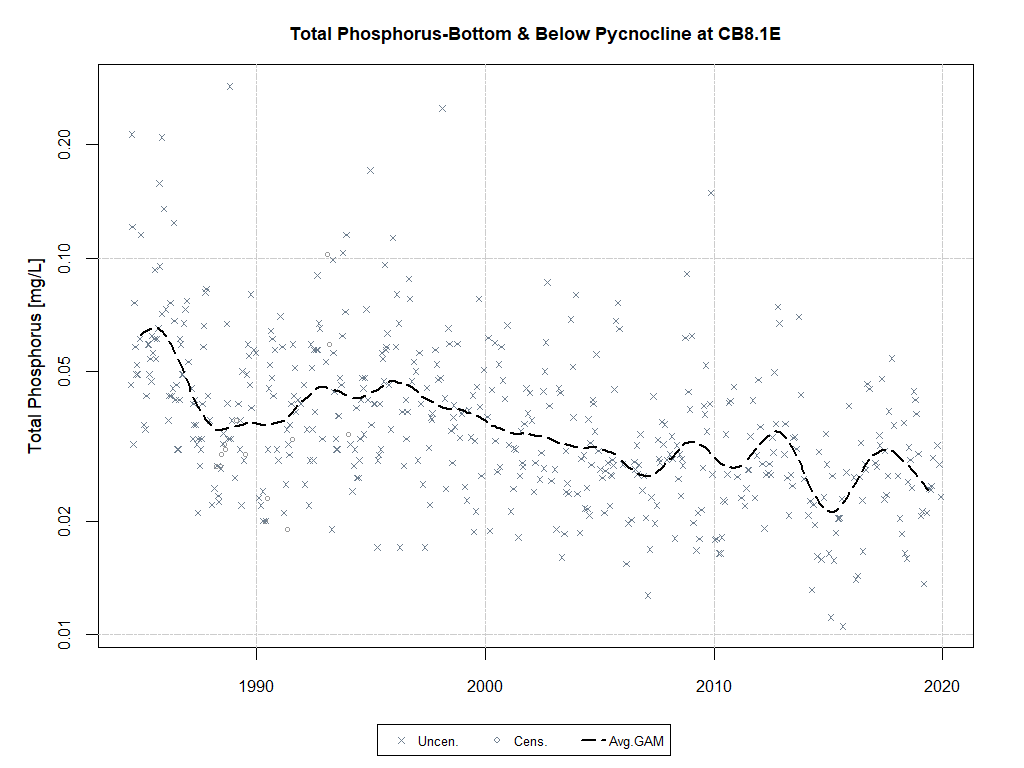 Total Phosphorus-Bottom & Below Pycnocline at CB8.1E
Total Phosphorus [mg/L]
0.20
0.10
0.05
0.02
0.01
1990 2000 2010 2020
Uncen. Cens. Avg.GAM